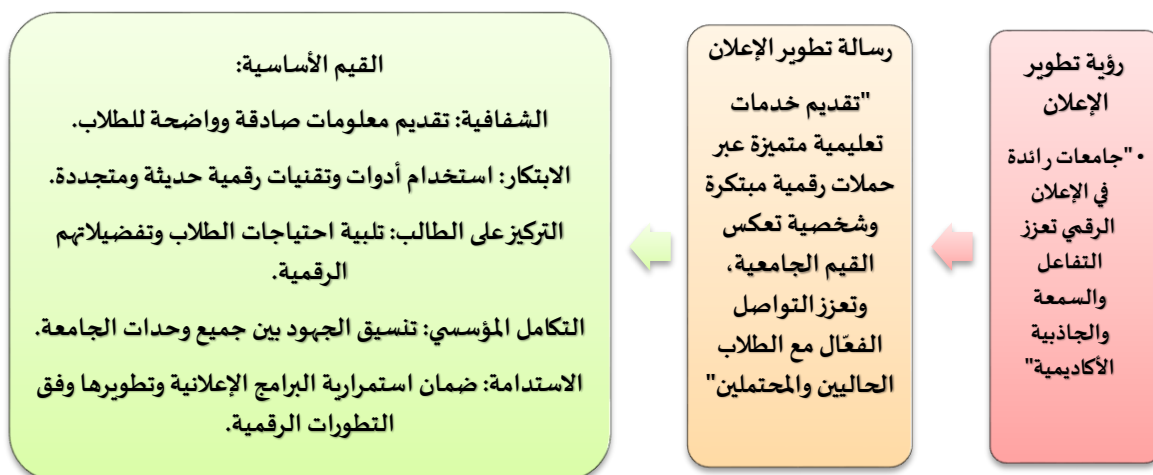 رؤية تطوير
الإعلان
• "جامعات رائدة
في الإعلان
الرقمي تعزز
التفاعل
والسمعة
والجاذبية
الأكاديمية"
رسالة تطوير الإعلان
"تقديم خدمات
تعليمية متميزة عبر
حملات رقمية مبتكرة
وشخصية تعكس
القيم الجامعية،
وتعزز التواصل
الفعّال مع الطلاب
الحاليين والمحتملين"
القيم الأساسية:
الشفافية: تقديم معلومات صادقة وواضحة للطلاب.
الابتكار: استخدام أدوات وتقنيات رقمية حديثة ومتجددة.
التركيز على الطالب: تلبية احتياجات الطلاب وتفضيلاتهم
الرقمية.
التكامل المؤسسي: تنسيق الجهود بين جميع وحدات الجامعة.
الاستدامة: ضمان استمرارية البرامج الإعلانية وتطويرها وفق
التطورات الرقمية.